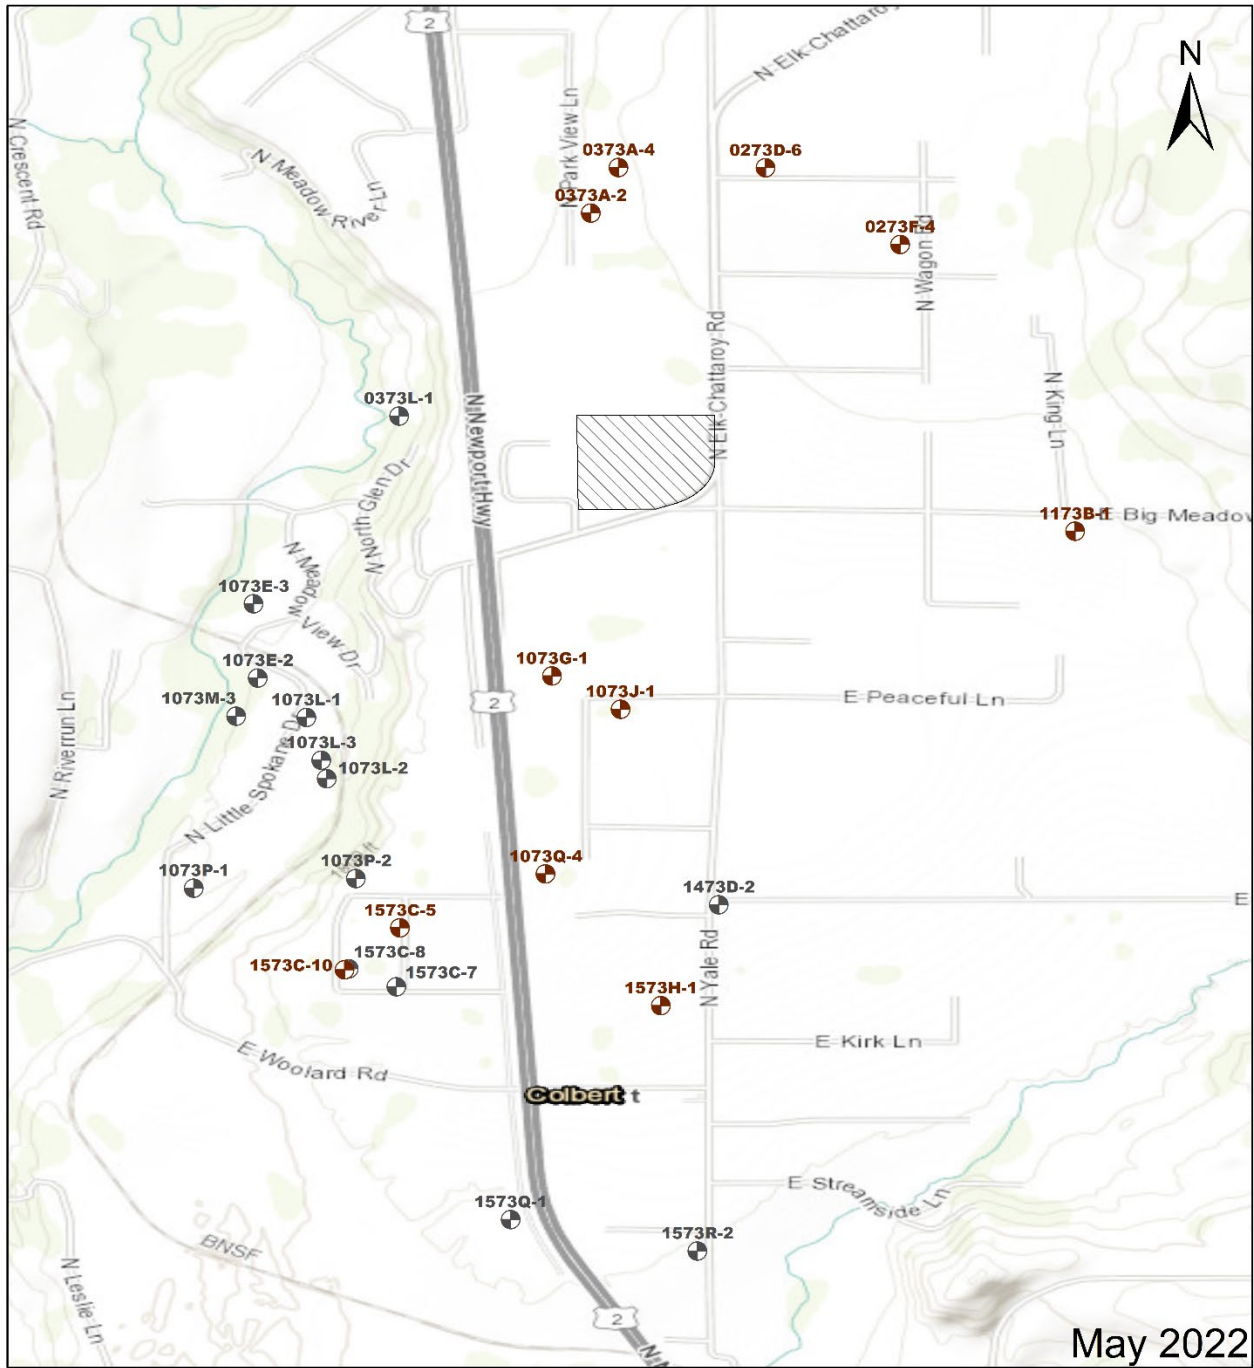 2
N Elk Chattaroy
N
N Crescent Rd
N Park View Ln
N Meadow River Ln
0373A-4
0273D-6
0373A-2
0273F-4
N Wagon Rd
N Elk Chattaroy Rd
N King Ln
0373L-1
N Newport Hwy
N North Glen Dr
1173B-1
E Big Meadow
1073E-3
N Meadow View Dr
1073E-2
1073G-1
1073M-3
1073L-1
1073J-1
E Peaceful Ln
2
N Riverrun Ln
1073L-3
1073L-2
N Little Spokane Dr
1073P-1
1073P-2
1073Q-4
1473D-2
E
1573C-5
1573C-8
1573C-10
1573C-7
1573H-1
N Yale Rd
E Kirk Ln
E Woolard Rd
Colbert t
E Streamside Ln
1573Q-1
1573R-2
BNSF
N Leslie Ln
2
May 2022